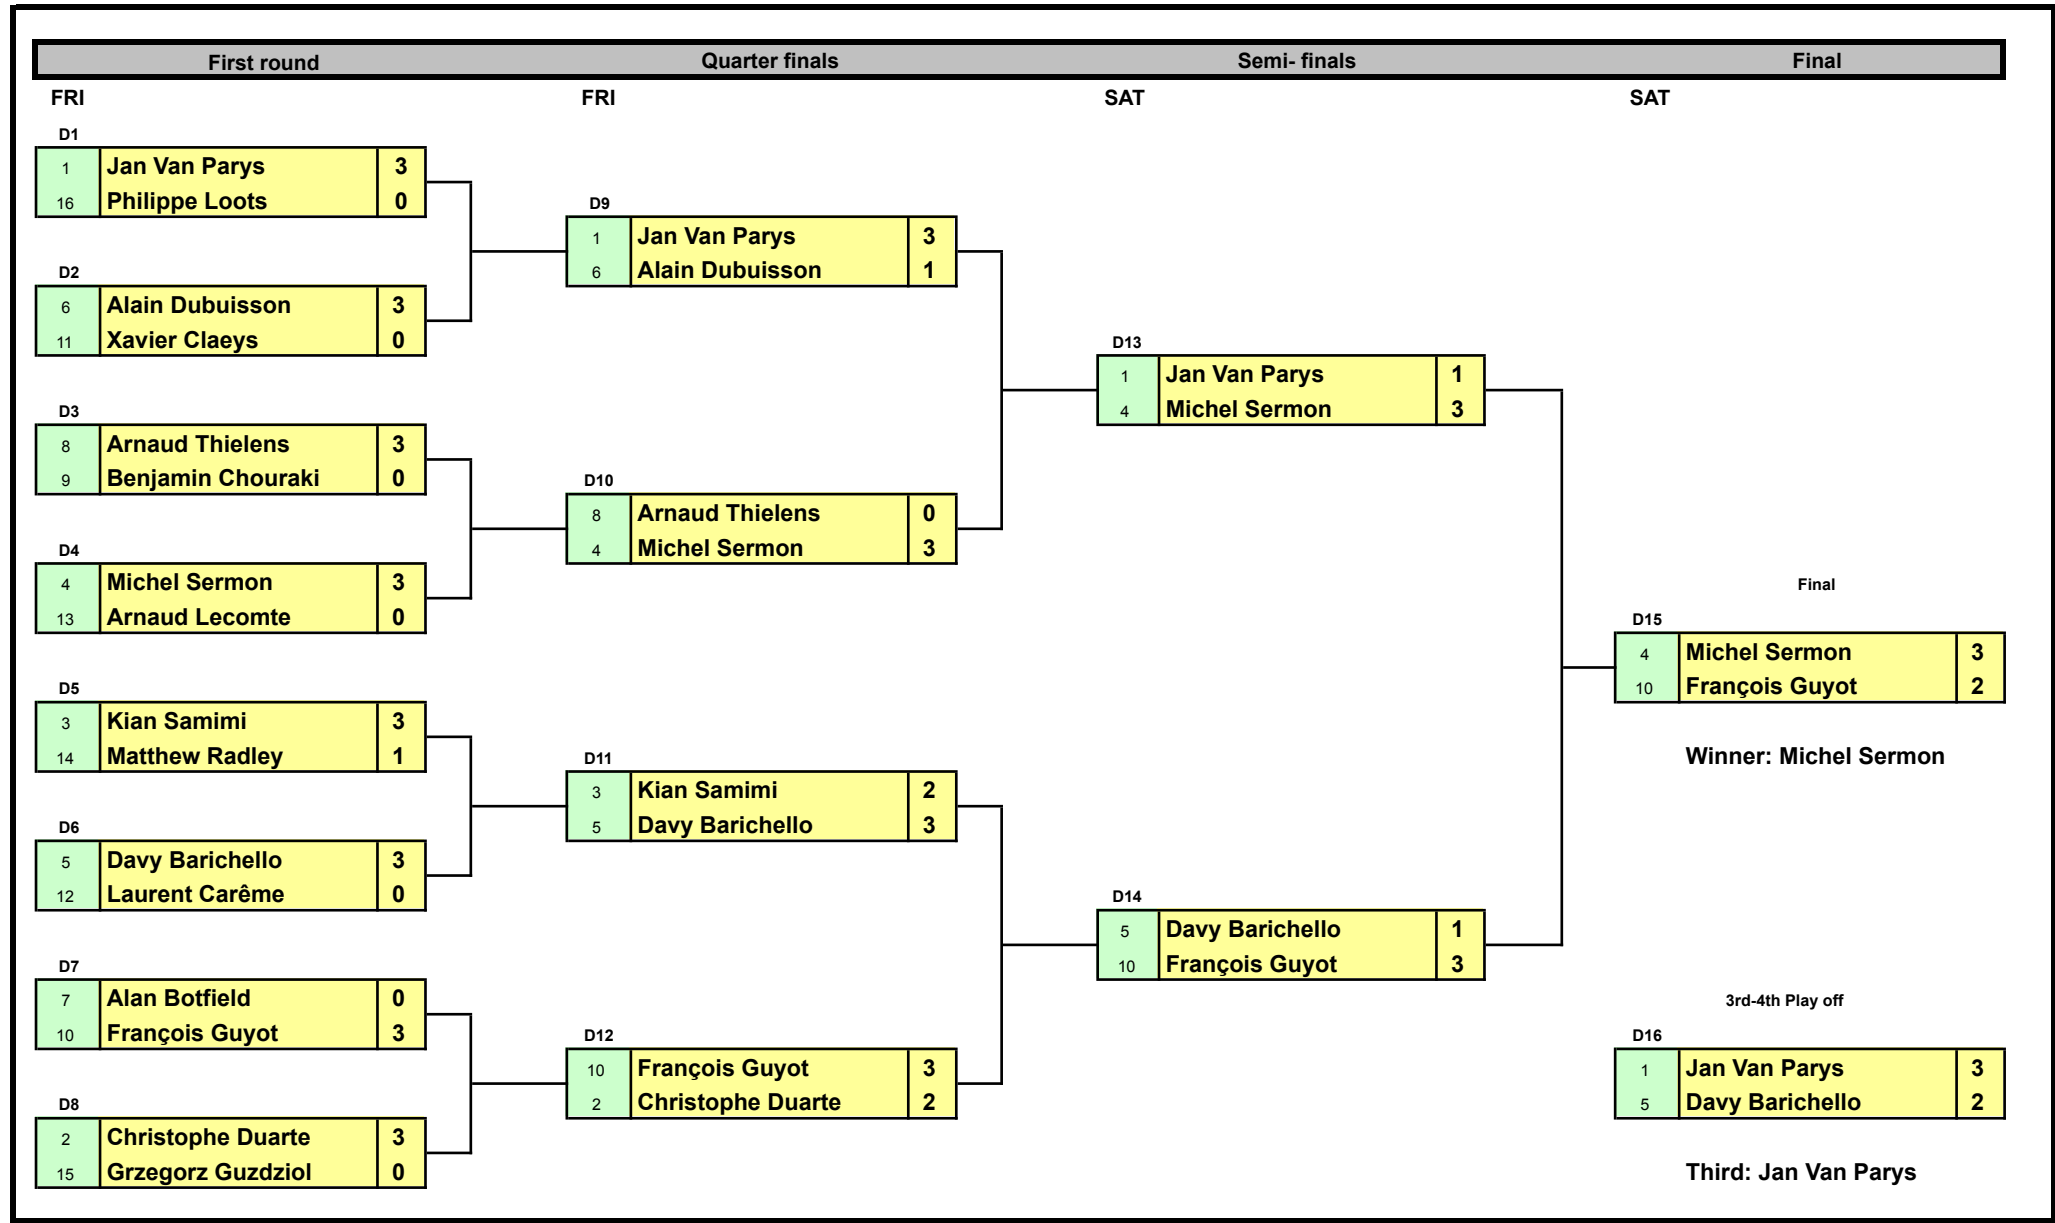 First round Quarter finals Semi- finals Final
FRI FRI SAT SAT
D1
1 Jan Van Parys 3
16 Philippe Loots 0
D2
6 Alain Dubuisson 3
11 Xavier Claeys 0
D3
8 Arnaud Thielens 3
9 Benjamin Chouraki 0
D4
4 Michel Sermon 3
13 Arnaud Lecomte 0
D5
3 Kian Samimi 3
14 Matthew Radley 1
D6
5 Davy Barichello 3
12 Laurent Carême 0
D7
7 Alan Botfield 0
10 François Guyot 3
D8
2 Christophe Duarte 3
15 Grzegorz Guzdziol 0
D9
1 Jan Van Parys 3
6 Alain Dubuisson 1
D10
8 Arnaud Thielens 0
4 Michel Sermon 3
D11
3 Kian Samimi 2
5 Davy Barichello 3
D12
10 François Guyot 3
2 Christophe Duarte 2
D13
1 Jan Van Parys 1
4 Michel Sermon 3
D14
5 Davy Barichello 1
10 François Guyot 3
Final
D15
4 Michel Sermon 3
10 François Guyot 2
Winner: Michel Sermon
3rd-4th Play off
D16
1 Jan Van Parys 3
5 Davy Barichello 2
Third: Jan Van Parys